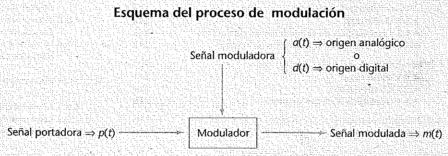 Esquema del proceso de modulación
a(t) ⇒ origen analógico
Señal moduladora
o
d(t) ⇒ origen digital
Señal portadora ⇒ p(t)
Modulador
Señal modulada ⇒ m(t)